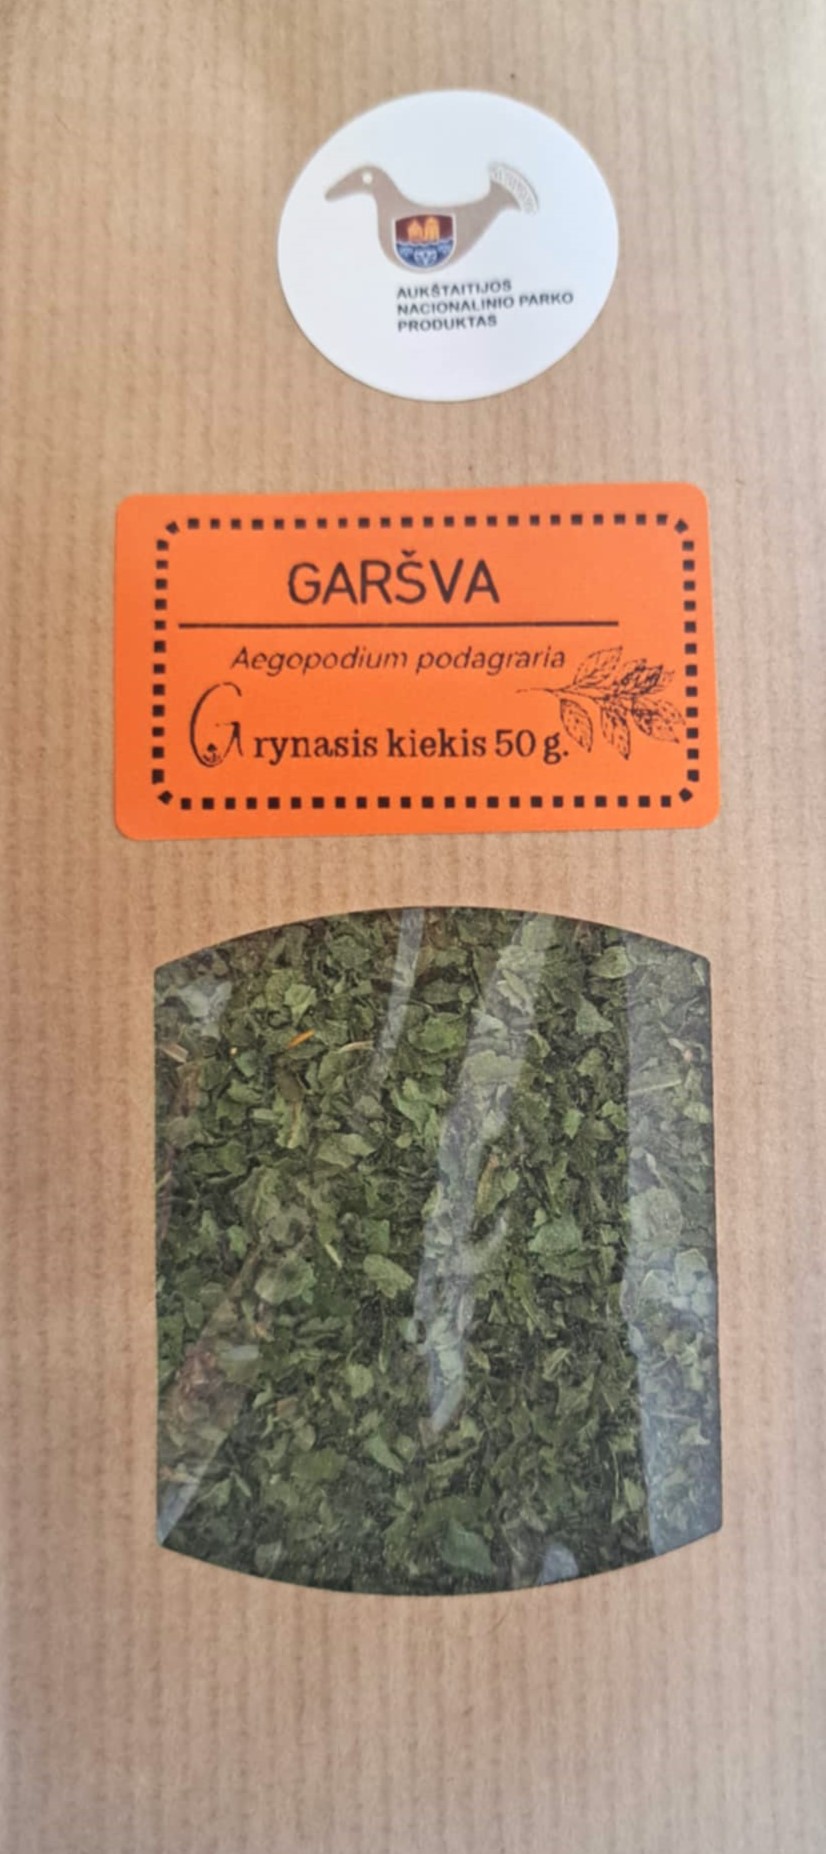 AUKŠTAITIJOS
NACIONALINIO PARKO
PRODUKTAS
GARŠVA
Aegopodium podagraria
Grynasis kiekis 50 g.